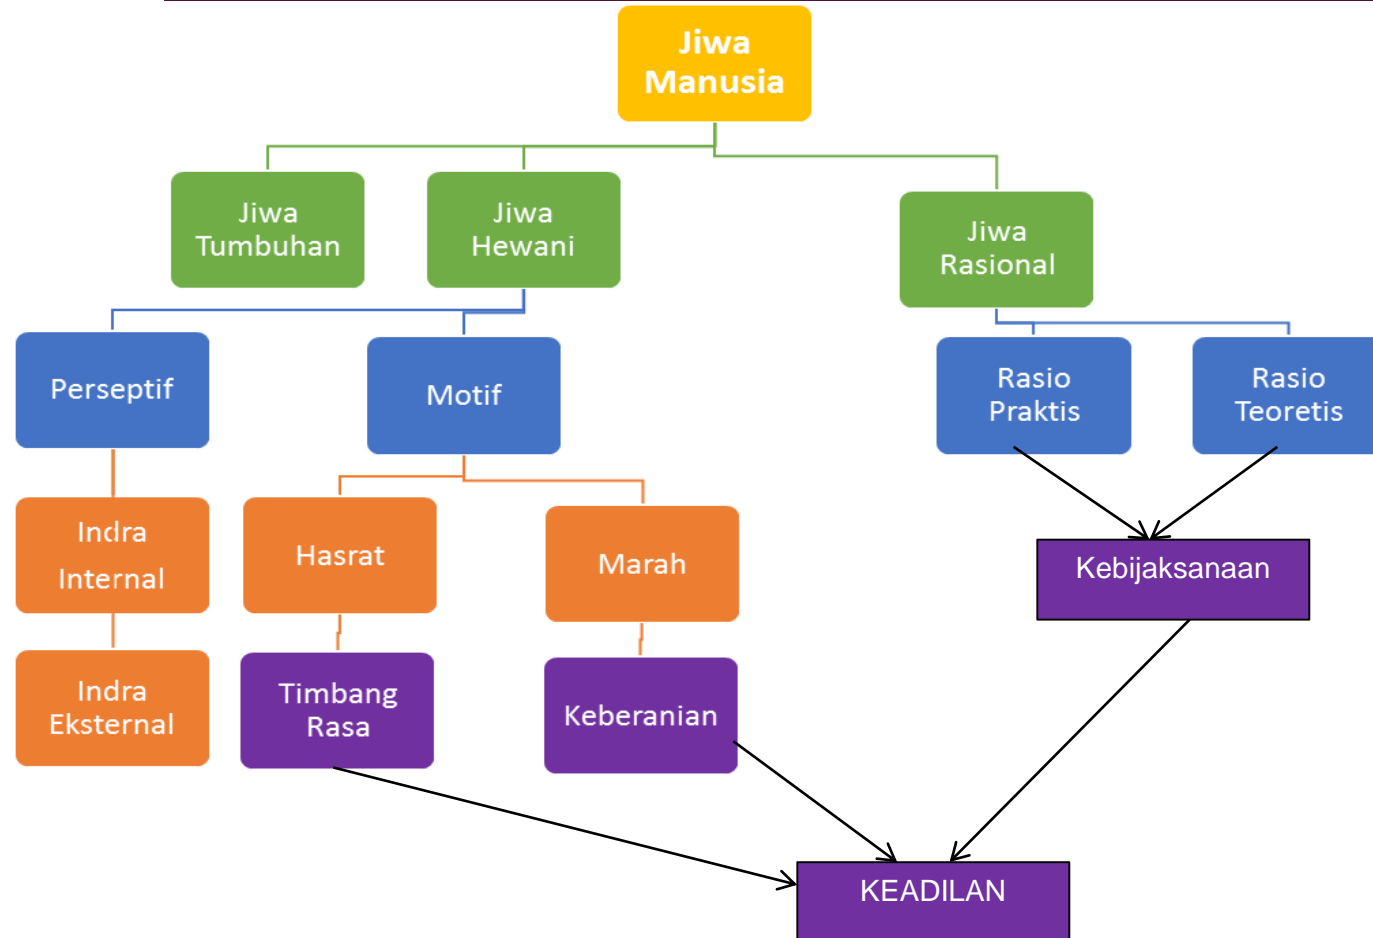 Jiwa
Manusia
Jiwa
Tumbuhan
Jiwa
Hewani
Jiwa
Rasional
Perseptif
Motif
Rasio
Praktis
Rasio
Teoretis
Indra
Internal
Hasrat
Marah
Kebijaksanaan
Indra
Eksternal
Timbang
Rasa
Keberanian
KEADILAN